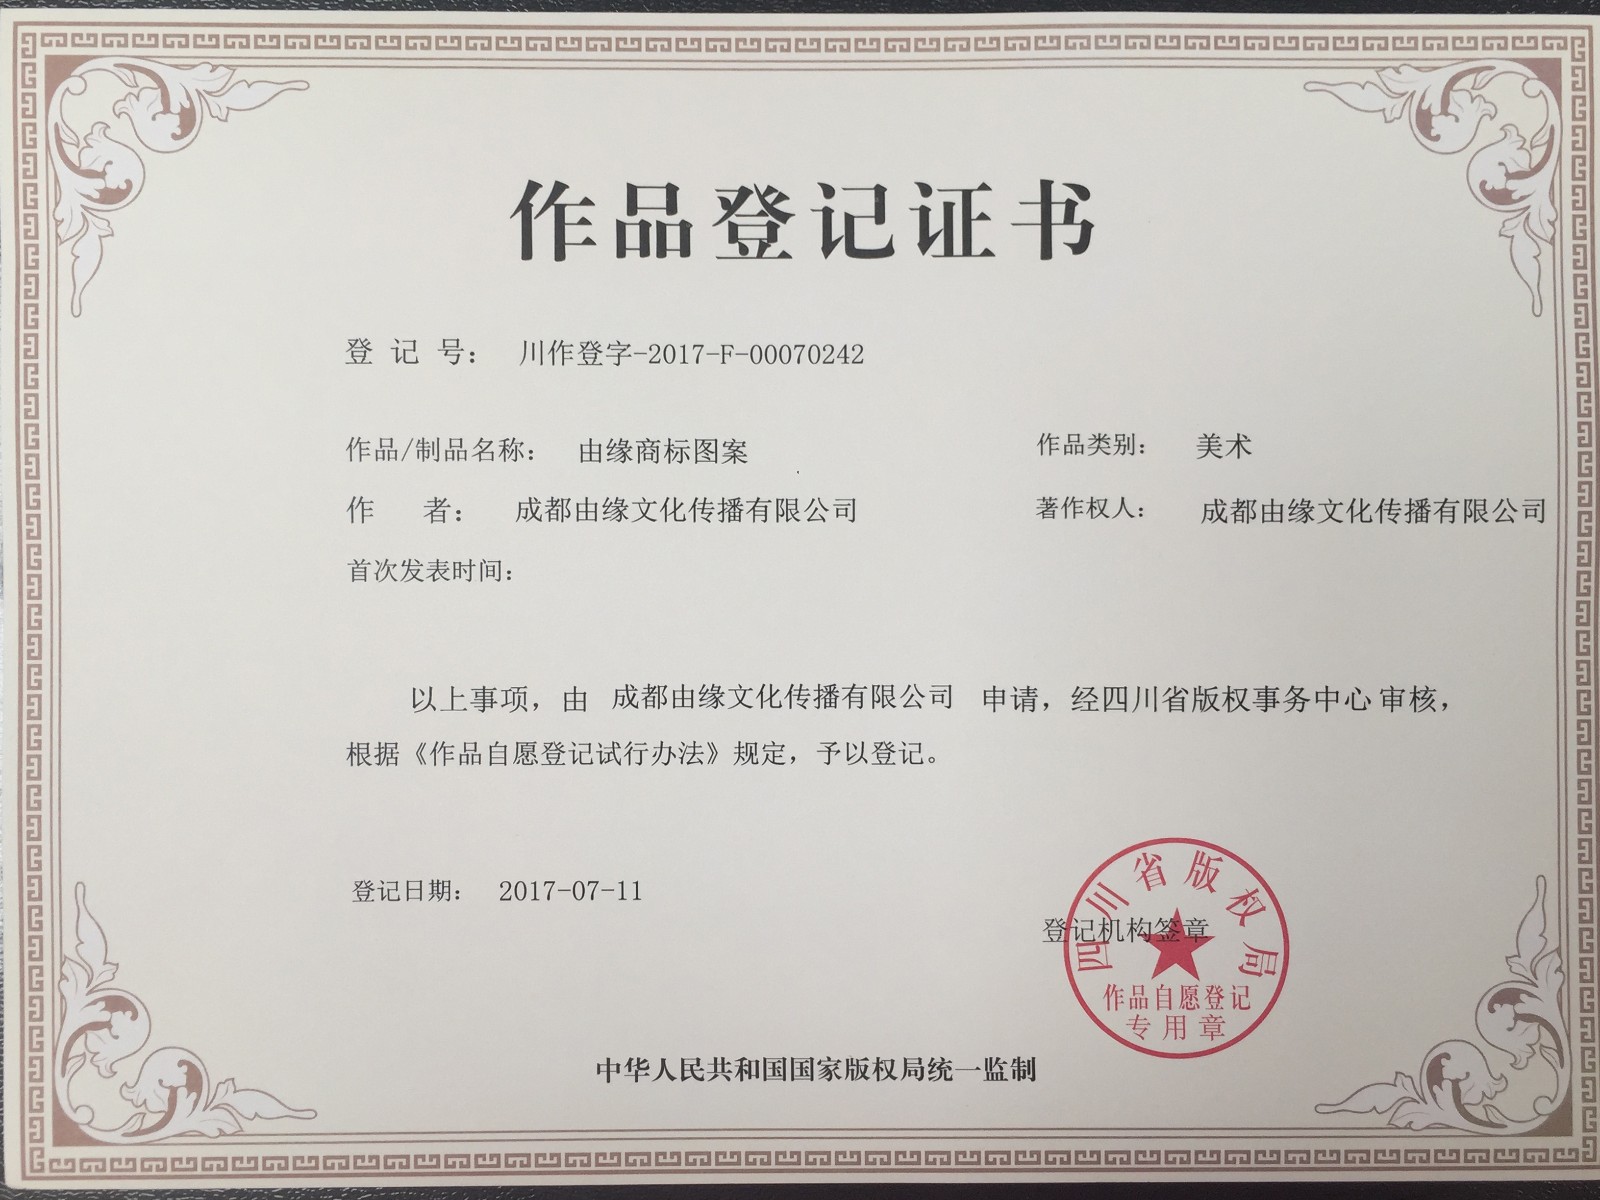 作品登记证书
登 记 号： 川作登字-2017-F-00070242
作品/制品名称： 由缘商标图案 作品类别： 美术
作 者： 成都由缘文化传播有限公司 著作权人： 成都由缘文化传播有限公司
首次发表时间：
以上事项，由 成都由缘文化传播有限公司 申请，经四川省版权事务中心审核，
根据《作品自愿登记试行办法》规定，予以登记。
登记日期： 2017-07-11
登记机构签章
四川省版权局
作品自愿登记
专用章
中华人民共和国国家版权局统一监制